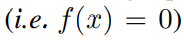 (i.e. f(x) = 0)